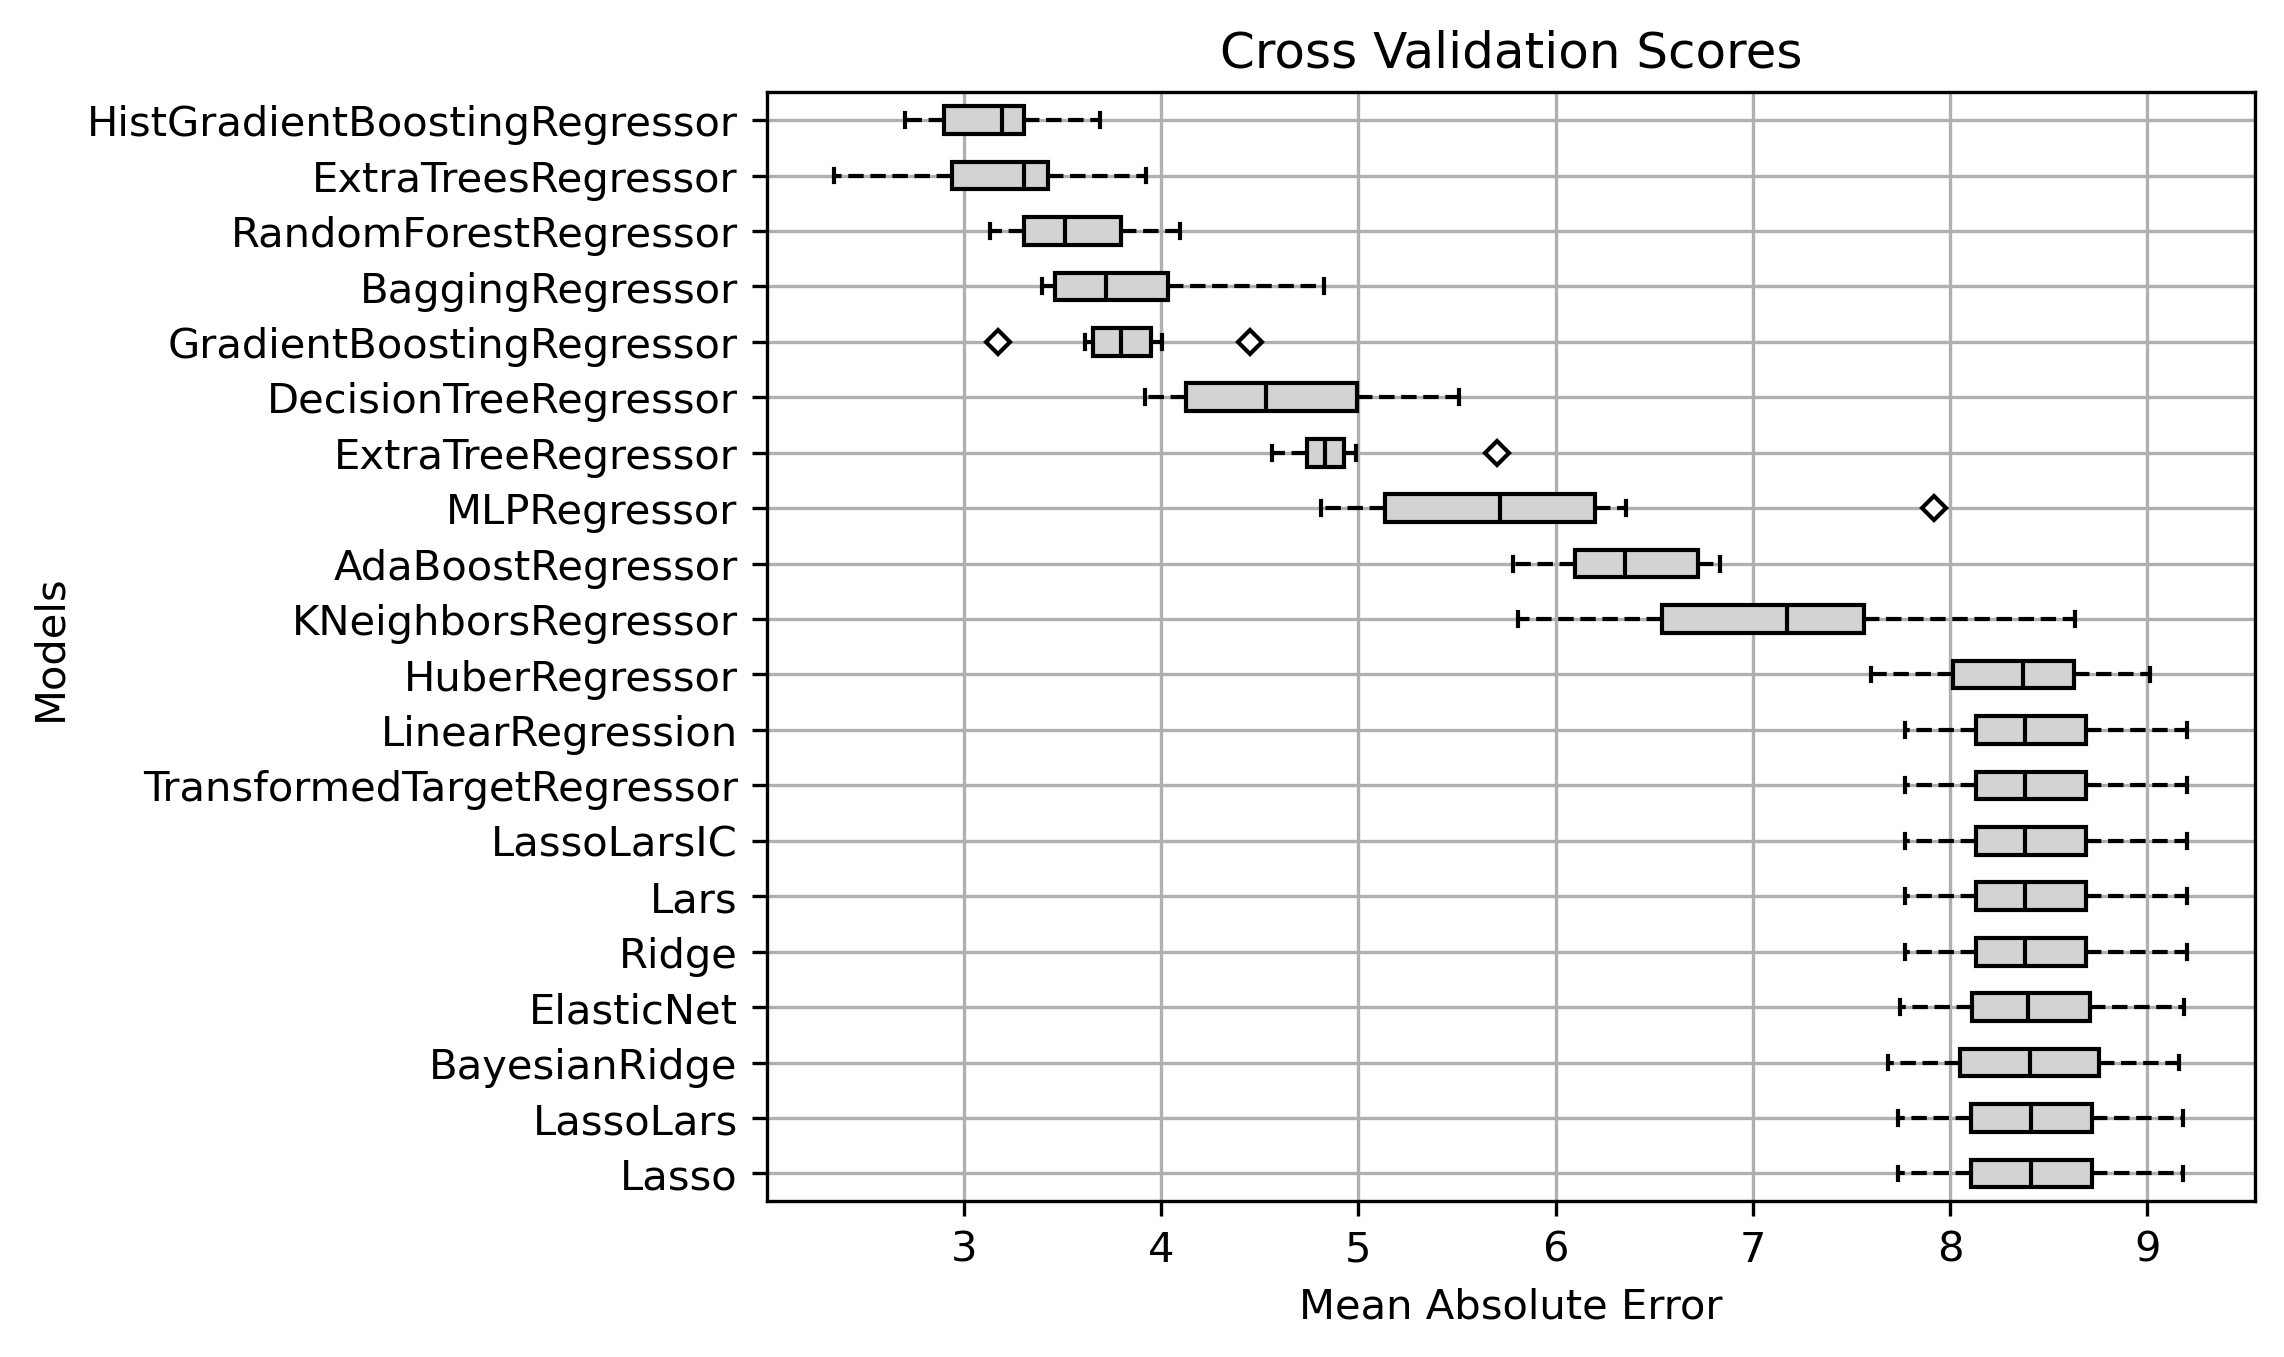 Cross Validation Scores
HistGradientBoostingRegressor
ExtraTreesRegressor
RandomForestRegressor
BaggingRegressor
GradientBoostingRegressor
DecisionTreeRegressor
ExtraTreeRegressor
MLPRegressor
AdaBoostRegressor
KNeighborsRegressor
HuberRegressor
LinearRegression
TransformedTargetRegressor
LassoLarsIC
Lars
Ridge
ElasticNet
BayesianRidge
LassoLars
Lasso
Models
3 4 5 6 7 8 9
Mean Absolute Error